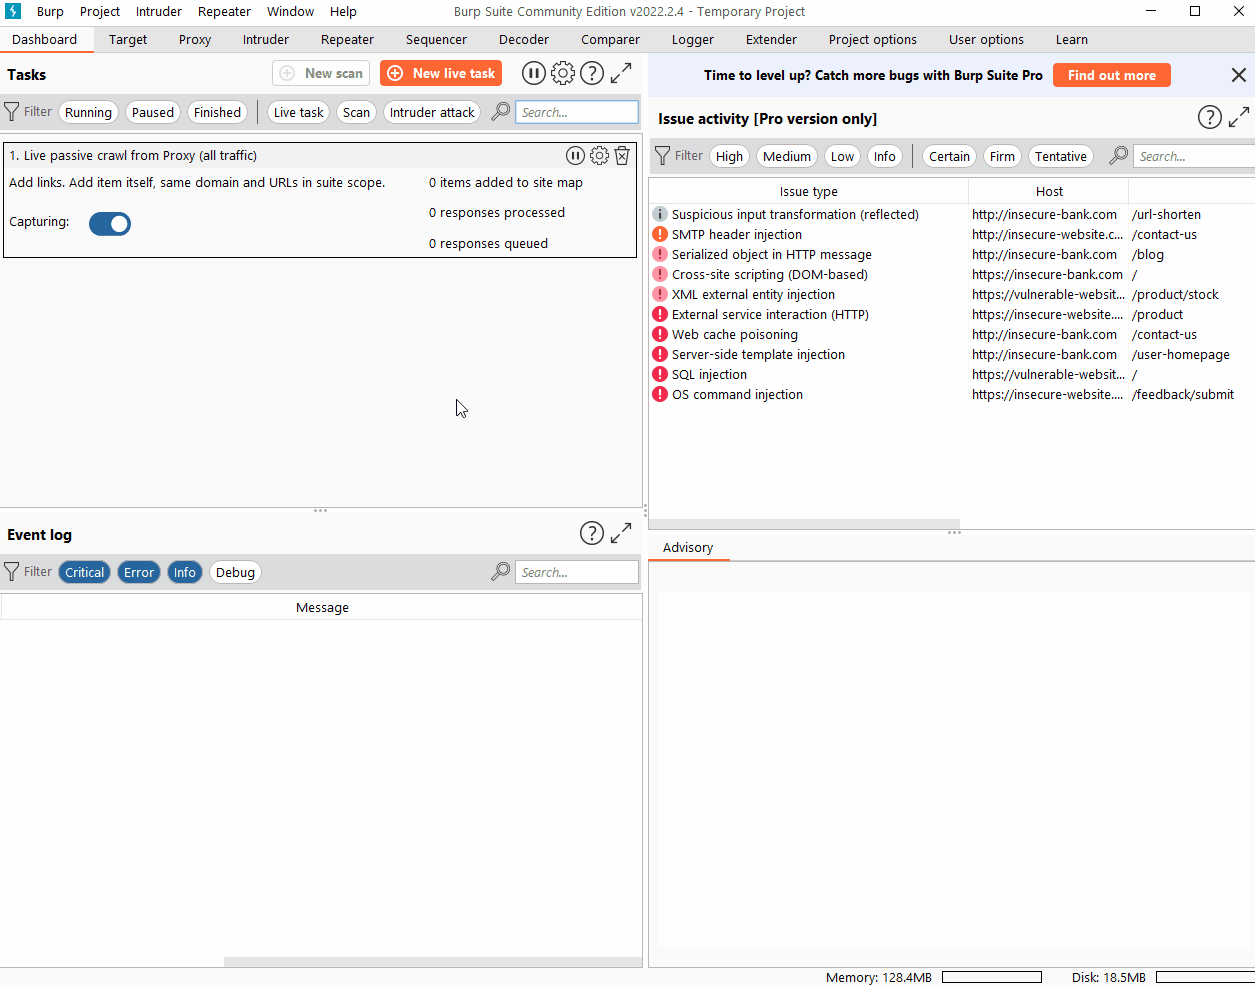 Burp Project Intruder Repeater Window Help Burp Suite Community Edition v2022.2.4 - Temporary Project
Dashboard Target Proxy Intruder Repeater Sequencer Decoder Comparer Logger Extender Project options User options Learn
Tasks New scan New live task
Filter Running Paused Finished Live task Scan Intruder attack Search...
1. Live passive crawl from Proxy (all traffic)
Add links. Add item itself, same domain and URLs in suite scope. 0 items added to site map
0 responses processed
Capturing:
0 responses queued
Event log
Filter Critical Error Info Debug Search...
Message
Time to level up? Catch more bugs with Burp Suite Pro Find out more
Issue activity [Pro version only]
Filter High Medium Low Info Certain Firm Tentative Search...
Issue type Host
Suspicious input transformation (reflected) http://insecure-bank.com /url-shorten
SMTP header injection http://insecure-website.c... /contact-us
Serialized object in HTTP message http://insecure-bank.com /blog
Cross-site scripting (DOM-based) https://insecure-bank.com /
XML external entity injection https://vulnerable-websit... /product/stock
External service interaction (HTTP) https://insecure-website.... /product
Web cache poisoning http://insecure-bank.com /contact-us
Server-side template injection http://insecure-bank.com /user-homepage
SQL injection https://vulnerable-websit... /
OS command injection https://insecure-website.... /feedback/submit
Advisory
Memory: 128.4MB Disk: 18.5MB